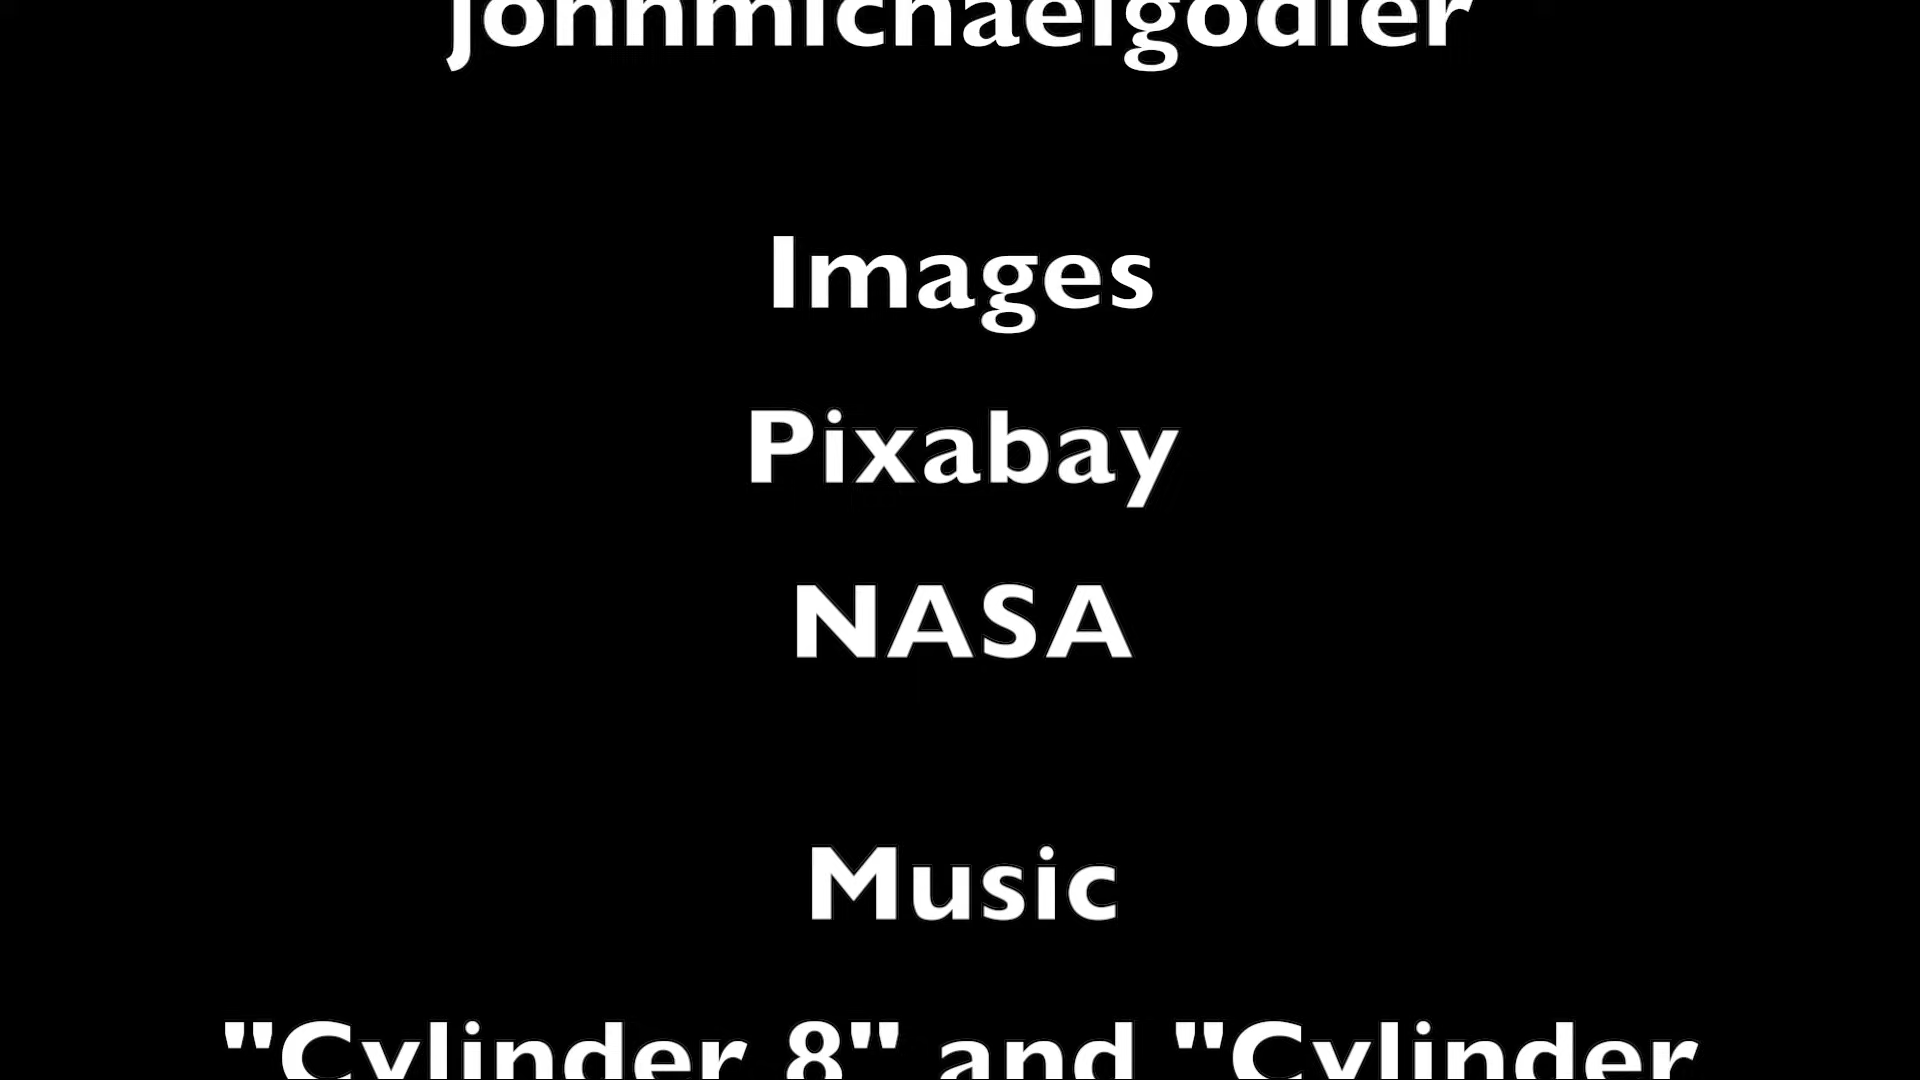 johnmichaelgodier
Images
Pixabay
NASA
Music
"Cylinder 8" and "Cylinder